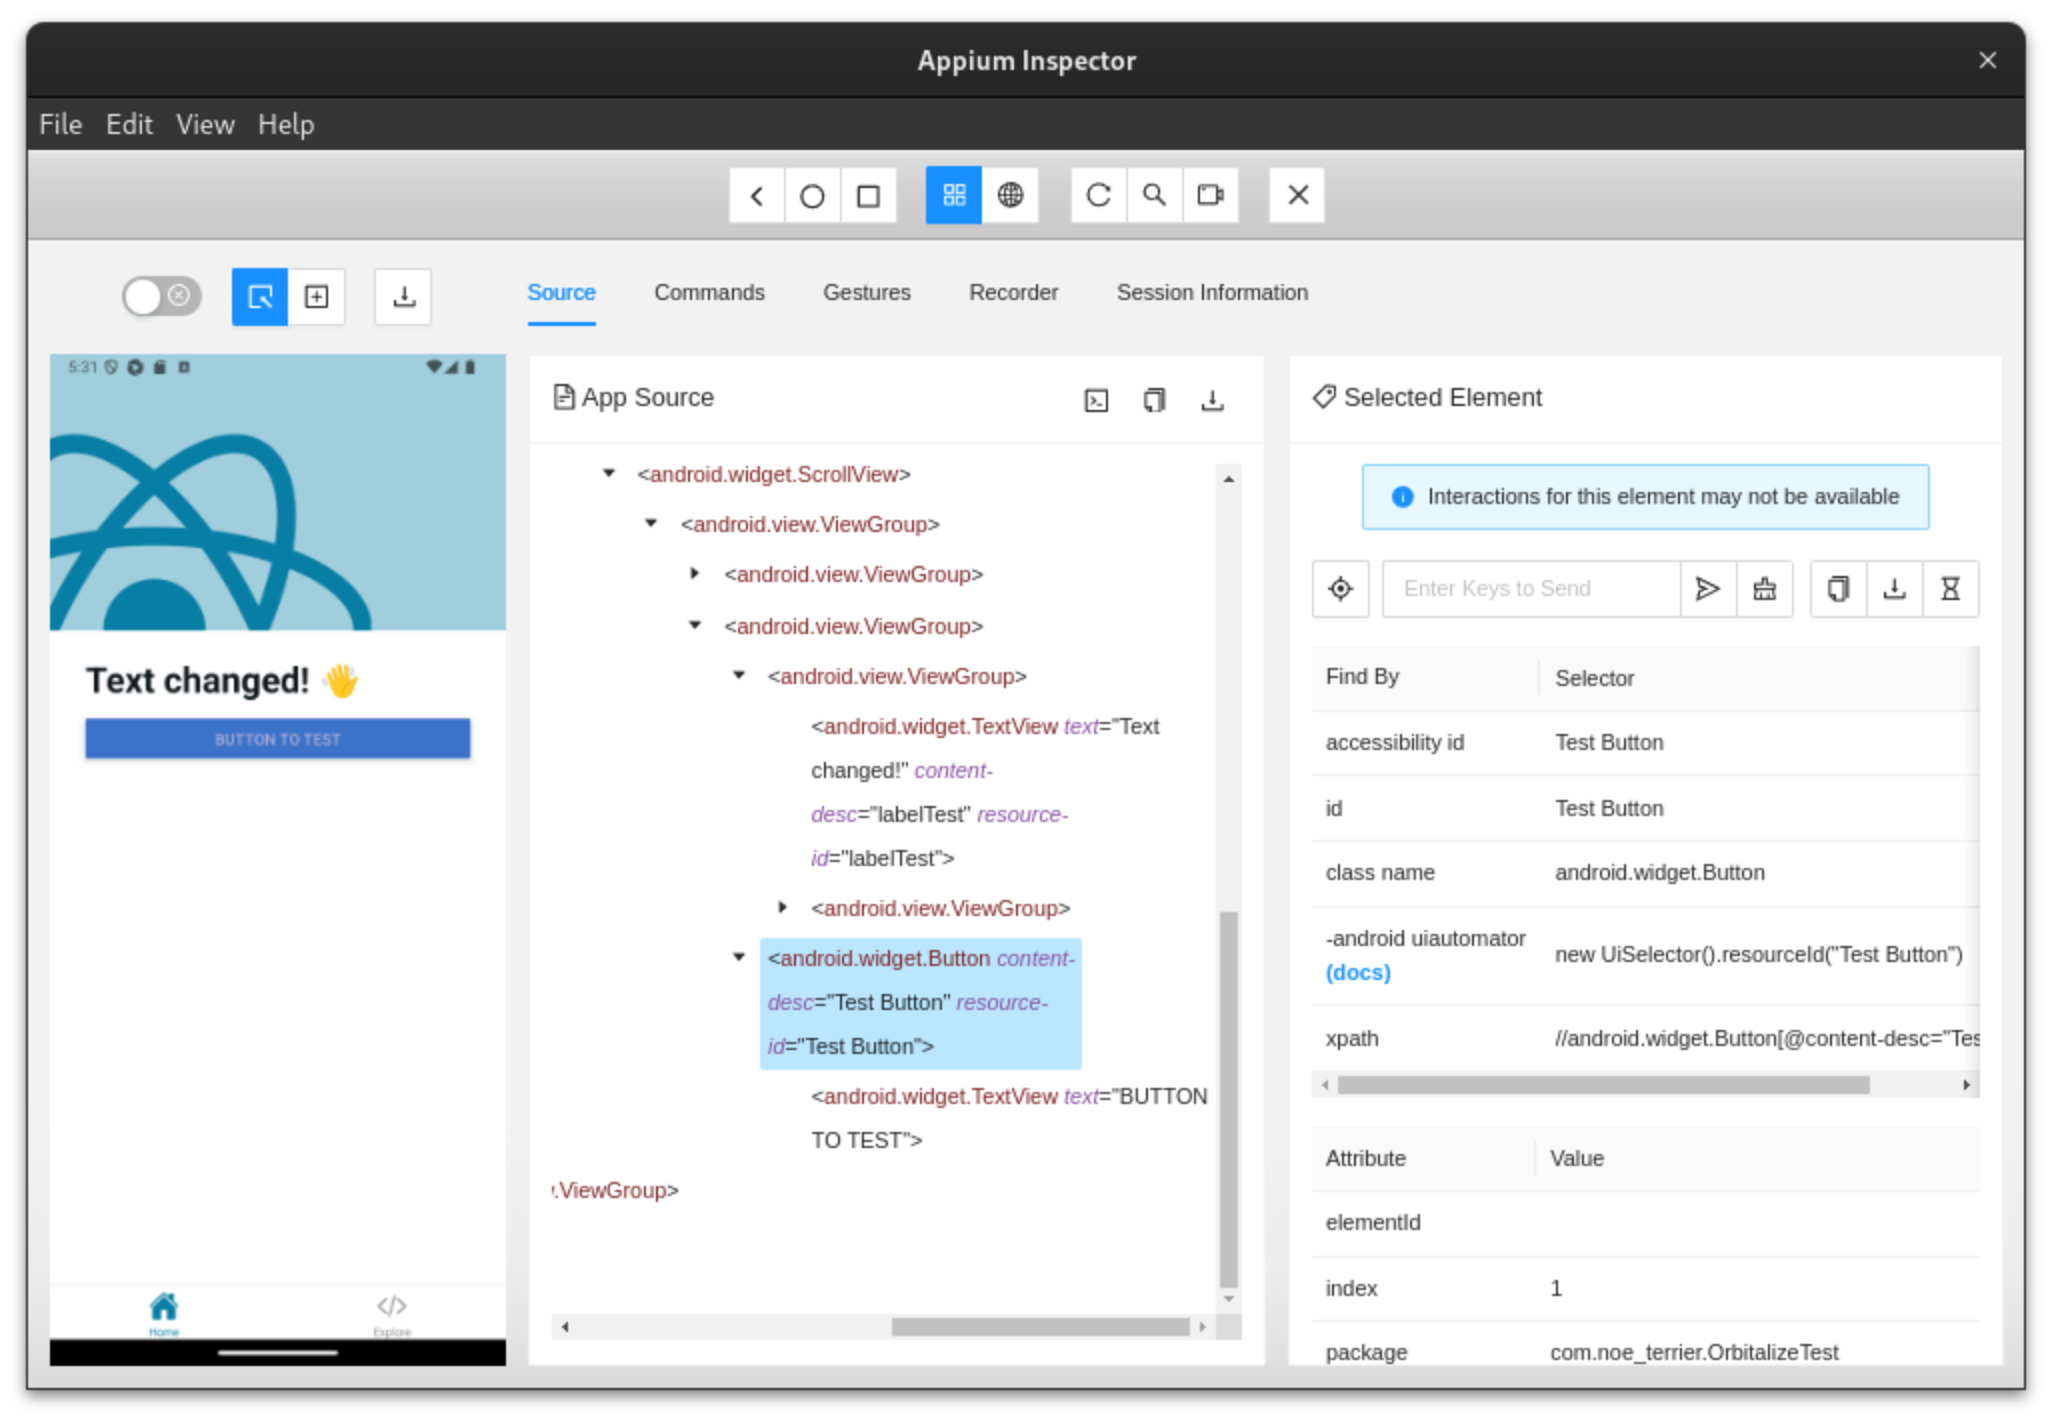 Appium Inspector
File Edit View Help
Source Commands Gestures Recorder Session Information
5:31
Text changed! 👋
BUTTON TO TEST
Home
Explore
App Source
<android.widget.ScrollView>
<android.view.ViewGroup>
<android.view.ViewGroup>
<android.view.ViewGroup>
<android.view.ViewGroup>
<android.widget.TextView text="Text
changed!" content-
desc="labelTest" resource-
id="labelTest">
<android.view.ViewGroup>
<android.widget.Button content-
desc="Test Button" resource-
id="Test Button">
<android.widget.TextView text="BUTTON
TO TEST">
.ViewGroup>
Selected Element
Interactions for this element may not be available
Enter Keys to Send
Find By Selector
accessibility id Test Button
id Test Button
class name android.widget.Button
-android uiautomator
(docs)
new UiSelector().resourceId("Test Button")
xpath //android.widget.Button[@content-desc="Tes
Attribute Value
elementId
index 1
package com.noe_terrier.OrbitalizeTest